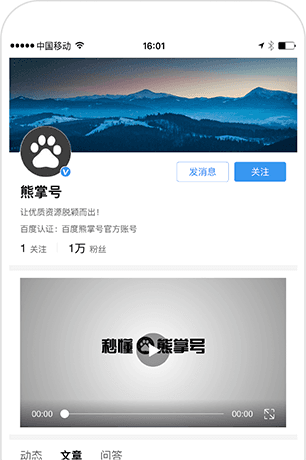 中国移动 16:01
发消息 关注
熊掌号
让优质资源脱颖而出!
百度认证:百度熊掌号官方账号
1 关注 1万 粉丝
秒懂 熊掌号
00:00 00:00
动态 文章 问答